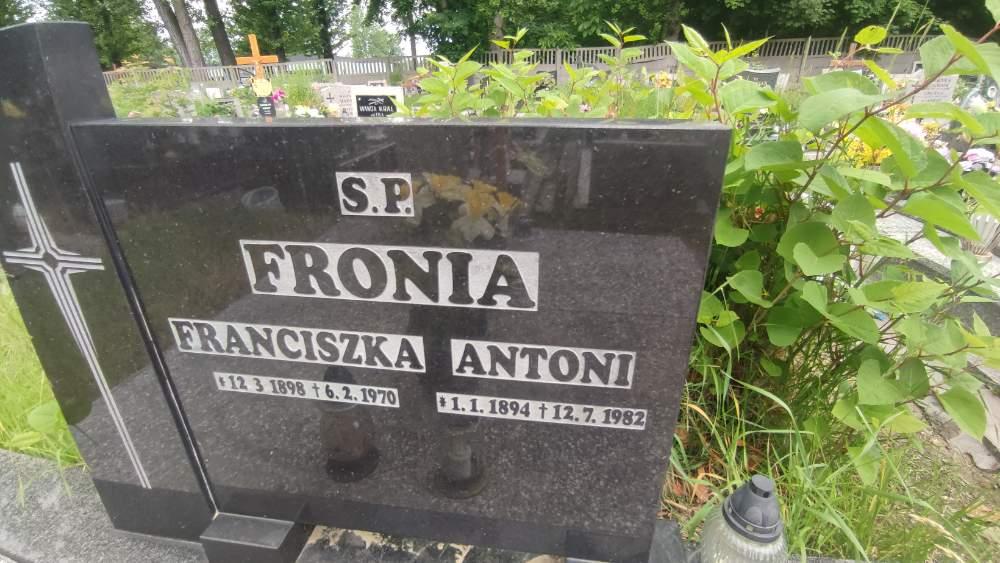 S.P.
FRONIA
FRANCISZKA ANTONI
* 12. 3 1898 † 6. 2. 1970
* 1. 1. 1894 † 12. 7. 1982